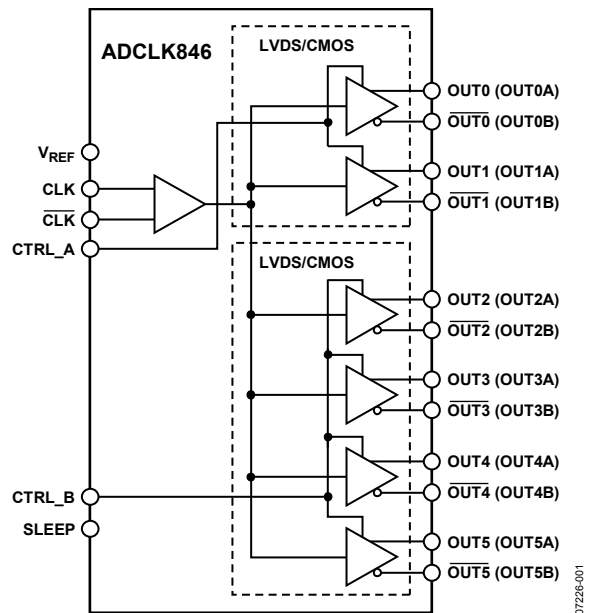 ADCLK846
LVDS/CMOS
OUT0 (OUT0A)
OUT0 (OUT0B)
OUT1 (OUT1A)
OUT1 (OUT1B)
VREF
CLK
CLK
CTRL_A
LVDS/CMOS
OUT2 (OUT2A)
OUT2 (OUT2B)
OUT3 (OUT3A)
OUT3 (OUT3B)
OUT4 (OUT4A)
OUT4 (OUT4B)
CTRL_B
SLEEP
OUT5 (OUT5A)
OUT5 (OUT5B)
07226-001